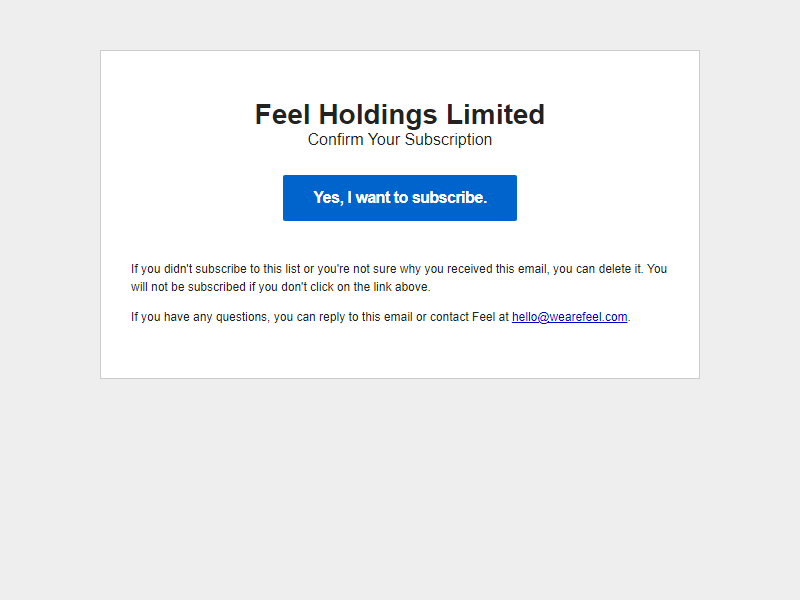 Feel Holdings Limited
Confirm Your Subscription
Yes, I want to subscribe.
If you didn't subscribe to this list or you're not sure why you received this email, you can delete it. You
will not be subscribed if you don't click on the link above.
If you have any questions, you can reply to this email or contact Feel at hello@wearefeel.com.